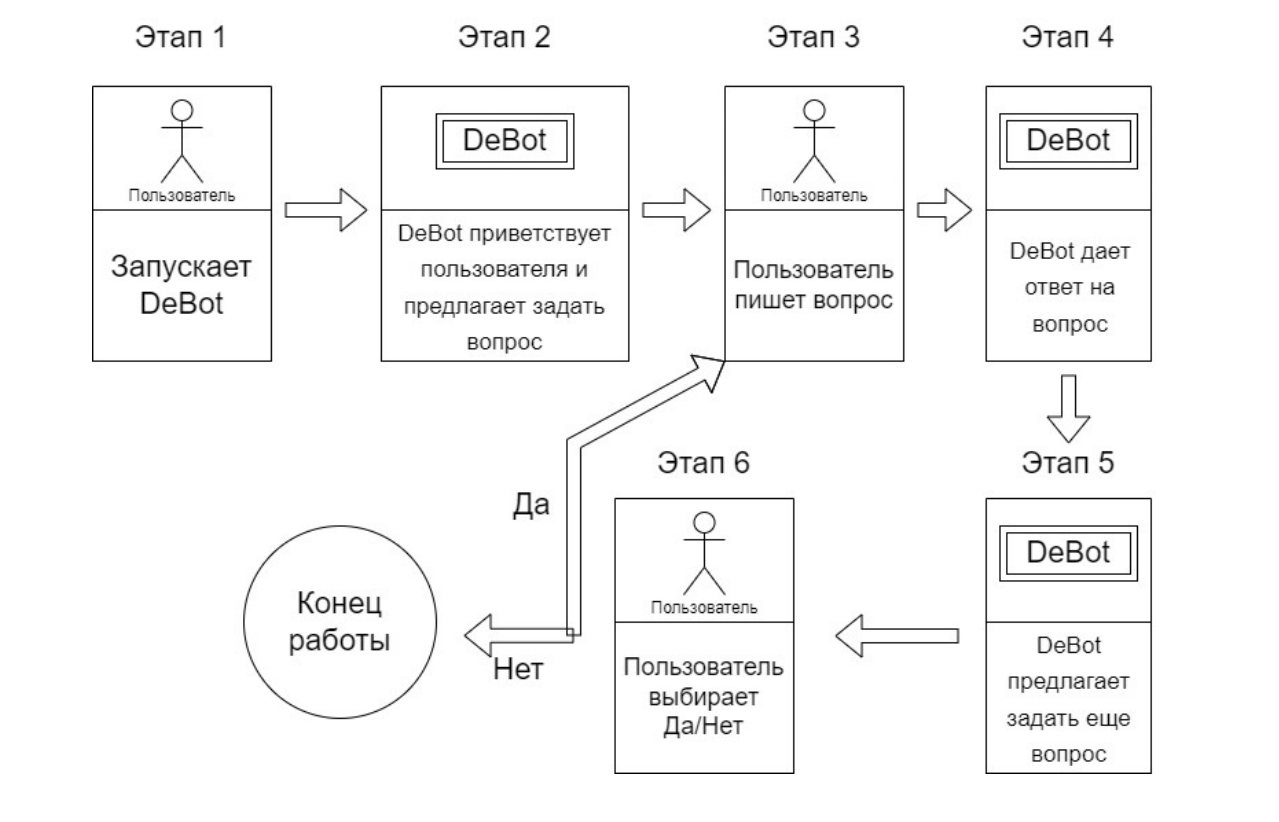 Этап 1
Этап 2
Этап 3
Этап 4
Пользователь
DeBot
Пользователь
DeBot
Запускает
DeBot
DeBot приветствует
пользователя и
предлагает задать
вопрос
Пользователь
пишет вопрос
DeBot дает
ответ на
вопрос
Этап 6
Этап 5
Да
Пользователь
DeBot
Конец
работы
Нет
Пользователь
выбирает
Да/Нет
DeBot
предлагает
задать еще
вопрос